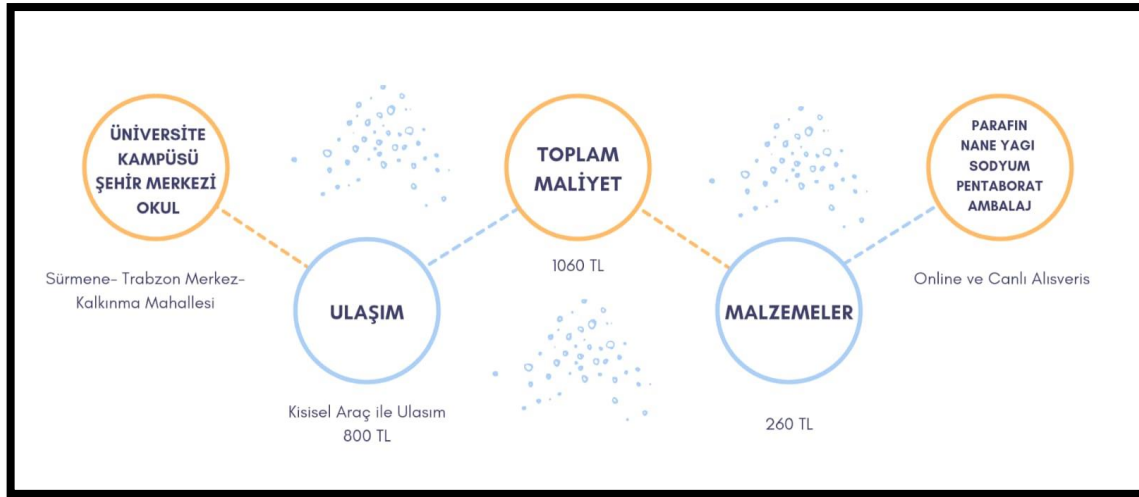 ÜNİVERSİTE
KAMPÜSÜ
ŞEHİR MERKEZİ
OKUL
Sürmene- Trabzon Merkez-
Kalkınma Mahallesi
ULAŞIM
Kisisel Araç ile Ulasım
800 TL
TOPLAM
MALİYET
1060 TL
MALZEMELER
260 TL
PARAFIN
NANE YAGI
SODYUM
PENTABORAT
AMBALAJ
Online ve Canlı Alısveris